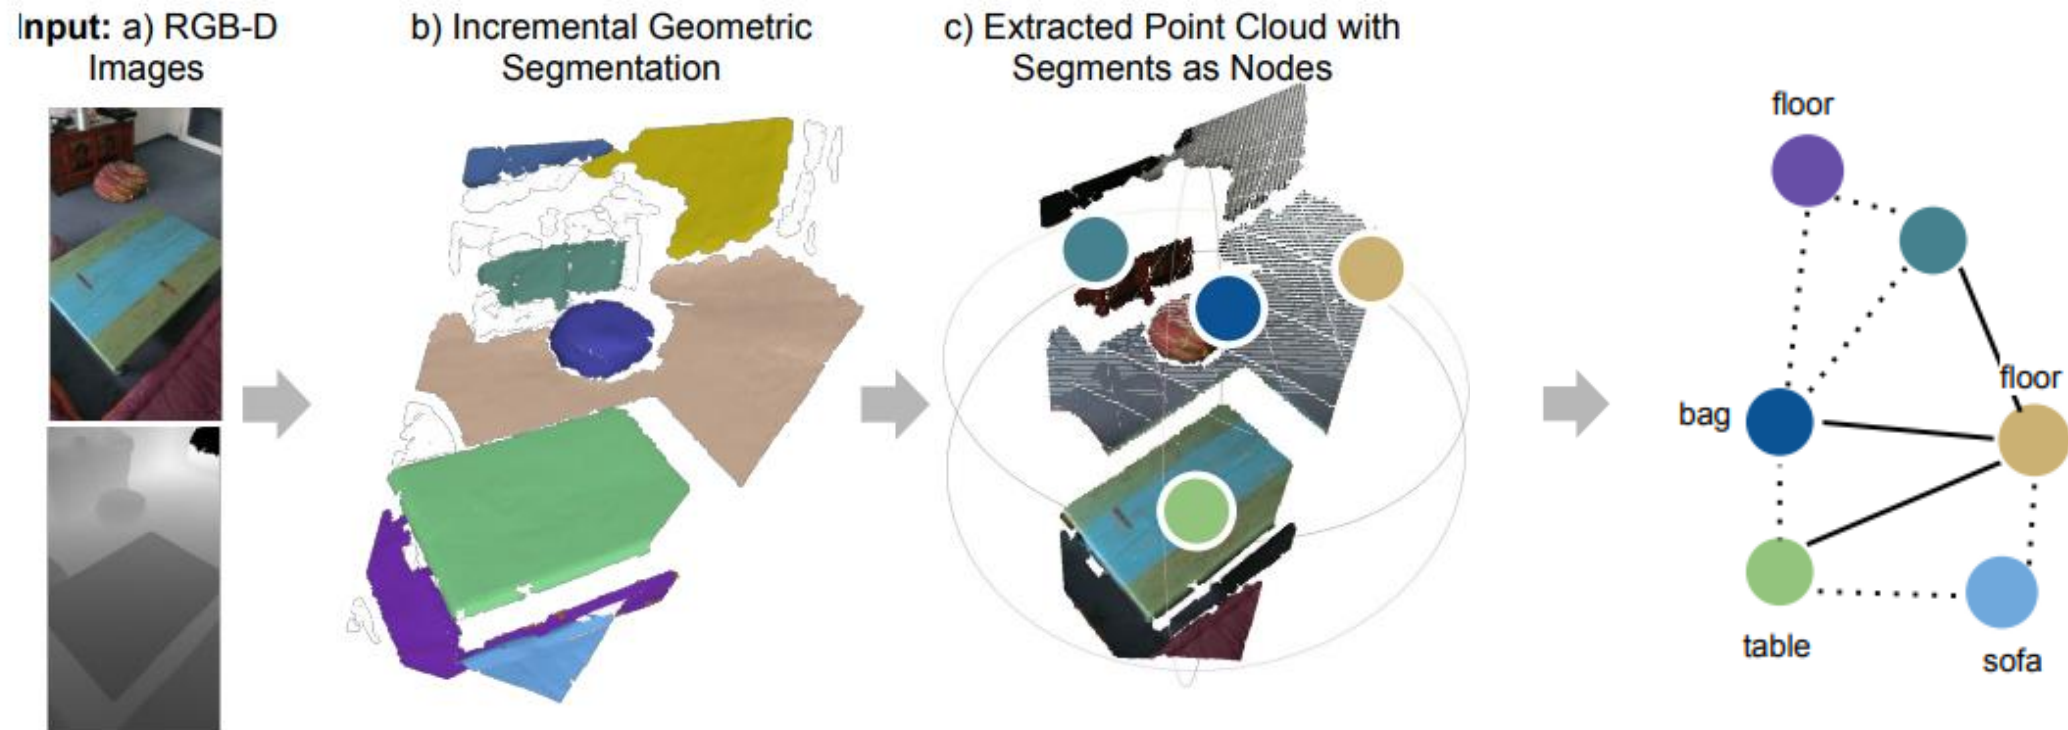 Input: a) RGB-D
Images
b) Incremental Geometric
Segmentation
c) Extracted Point Cloud with
Segments as Nodes
floor
floor
bag
table
sofa